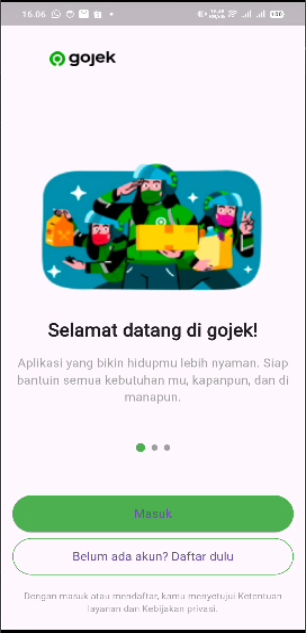 16.06
gojek
Selamat datang di gojek!
Aplikasi yang bikin hidupmu lebih nyaman. Siap
bantuin semua kebutuhan mu, kapanpun, dan di
manapun.
Masuk
Belum ada akun? Daftar dulu
Dengan masuk atau mendaftar, kamu menyetujui Ketentuan
layanan dan Kebijakan privasi.